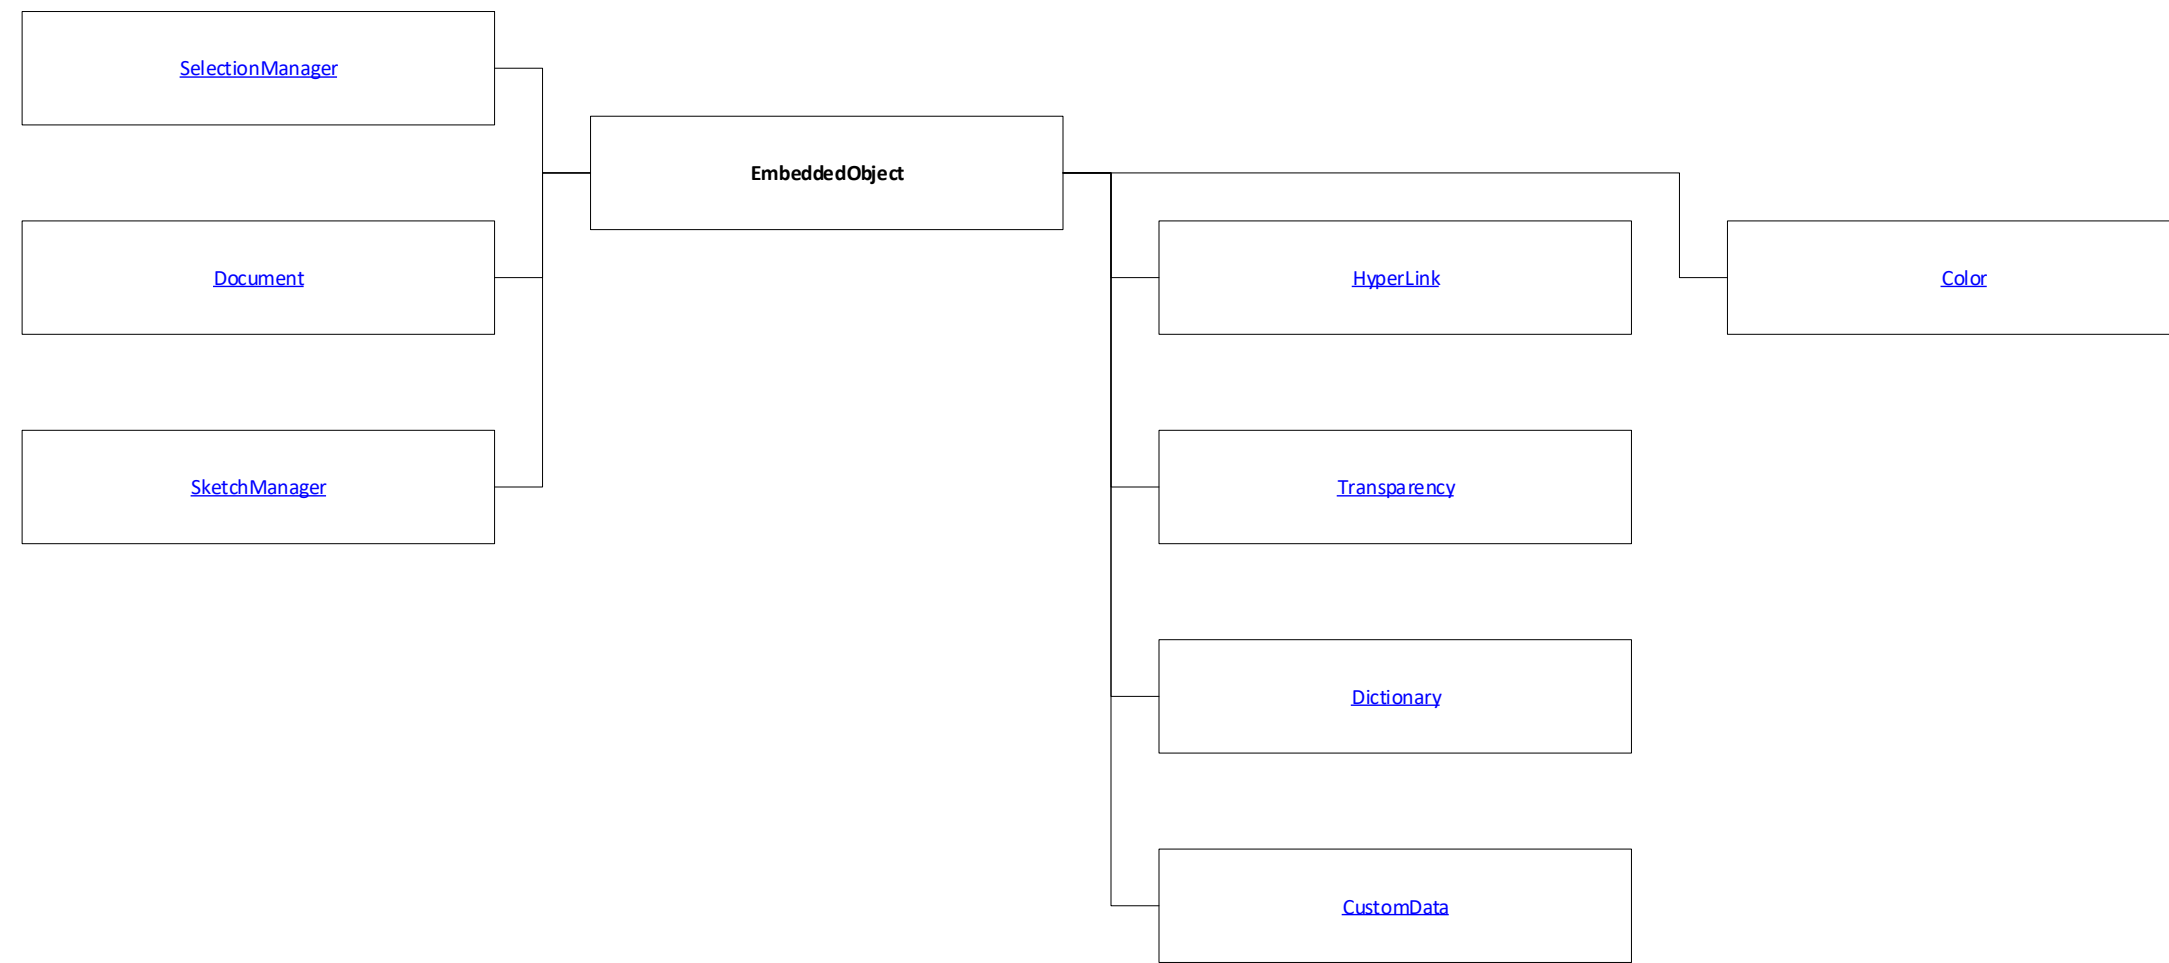 SelectionManager
EmbeddedObject
Document
HyperLink
Color
SketchManager
Transparency
Dictionary
CustomData